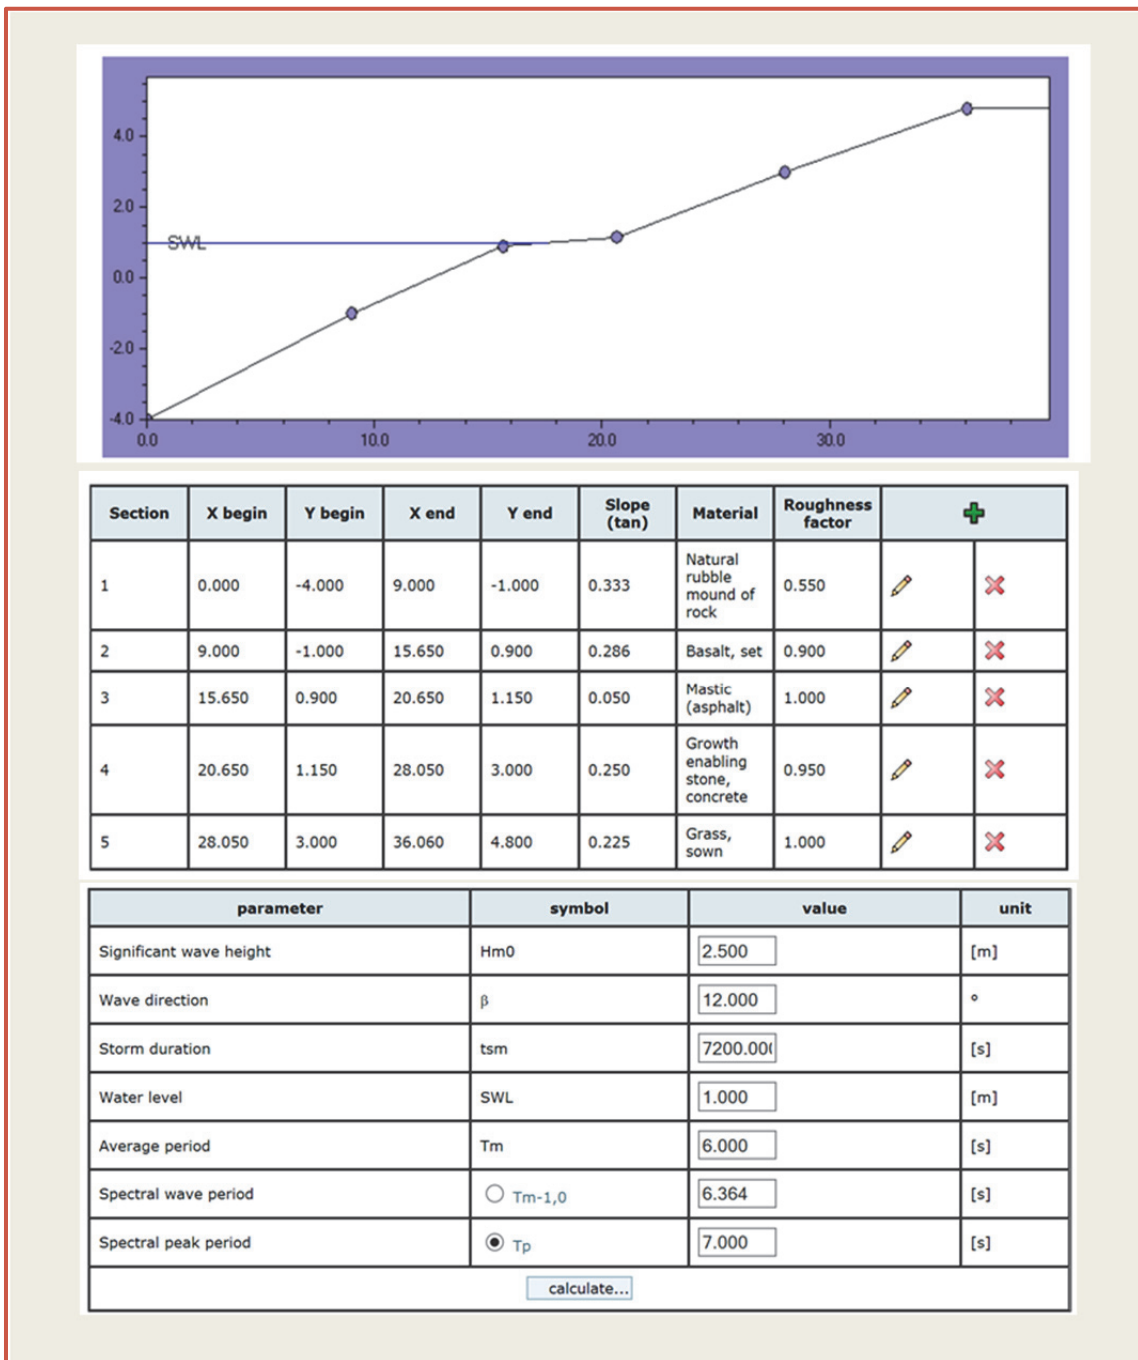 4.0
2.0
SWL
0.0
-2.0
-4.0
0.0 10.0 20.0 30.0
Section X begin Y begin X end Y end Slope (tan) Material Roughness factor
1 0.000 -4.000 9.000 -1.000 0.333 Natural rubble mound of rock 0.550
2 9.000 -1.000 15.650 0.900 0.286 Basalt, set 0.900
3 15.650 0.900 20.650 1.150 0.050 Mastic (asphalt) 1.000
4 20.650 1.150 28.050 3.000 0.250 Growth enabling stone, concrete 0.950
5 28.050 3.000 36.060 4.800 0.225 Grass, sown 1.000
parameter symbol value unit
Significant wave height Hm0 2.500 [m]
Wave direction β 12.000 °
Storm duration tsm 7200.00( [s]
Water level SWL 1.000 [m]
Average period Tm 6.000 [s]
Spectral wave period Tm-1,0 6.364 [s]
Spectral peak period Tp 7.000 [s]
calculate...